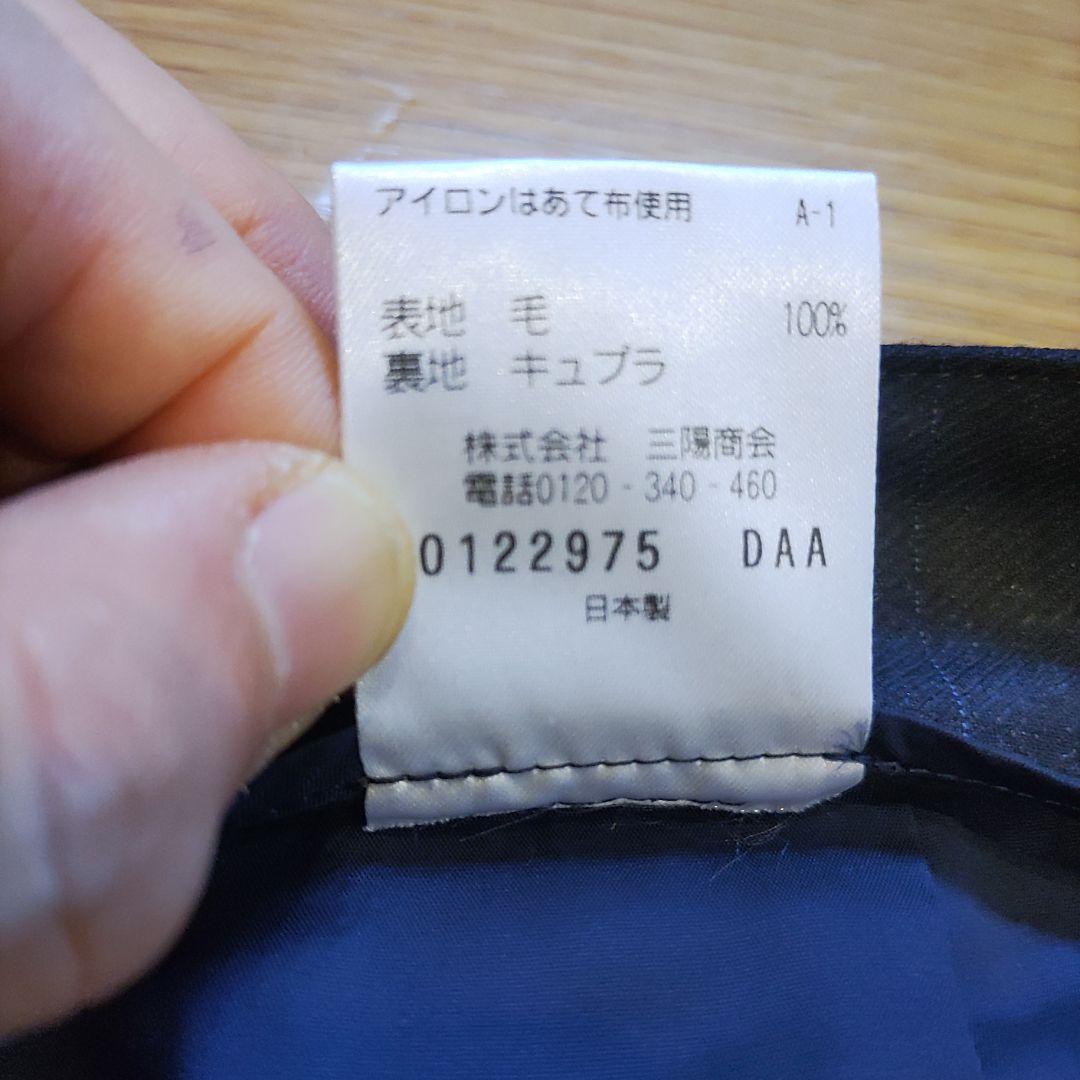 アイロンはあて布使用 A-1
表地 毛 100%
裏地 キュプラ
株式会社 三陽商会
電話0120-340-460
0122975 DAA
日本製